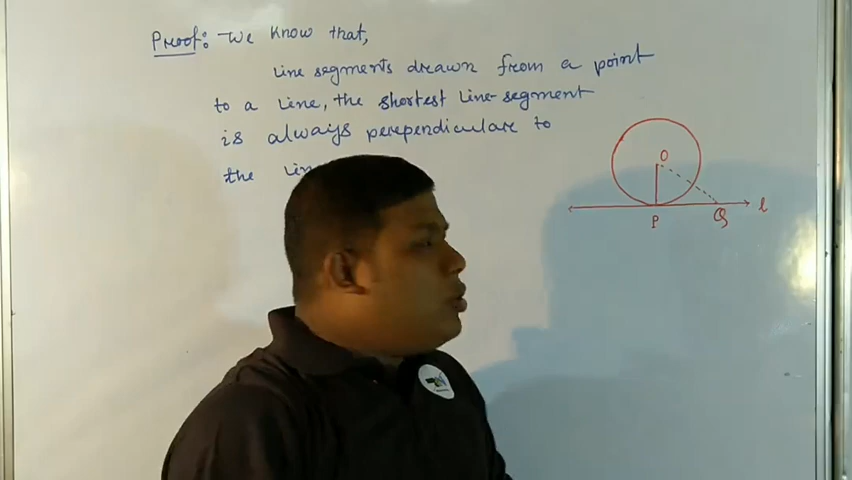 Proof: We know that,
Line segments drawn from a point
to a line, the shortest line-segment
is always perependiculare to
the
O
l
P
Q